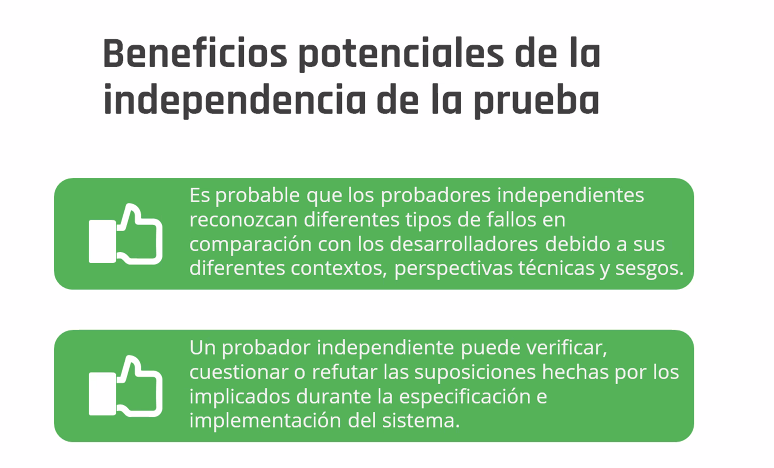 Beneficios potenciales de la
independencia de la prueba
Es probable que los probadores independientes
reconozcan diferentes tipos de fallos en
comparación con los desarrolladores debido a sus
diferentes contextos, perspectivas técnicas y sesgos.
Un probador independiente puede verificar,
cuestionar o refutar las suposiciones hechas por los
implicados durante la especificación e
implementación del sistema.